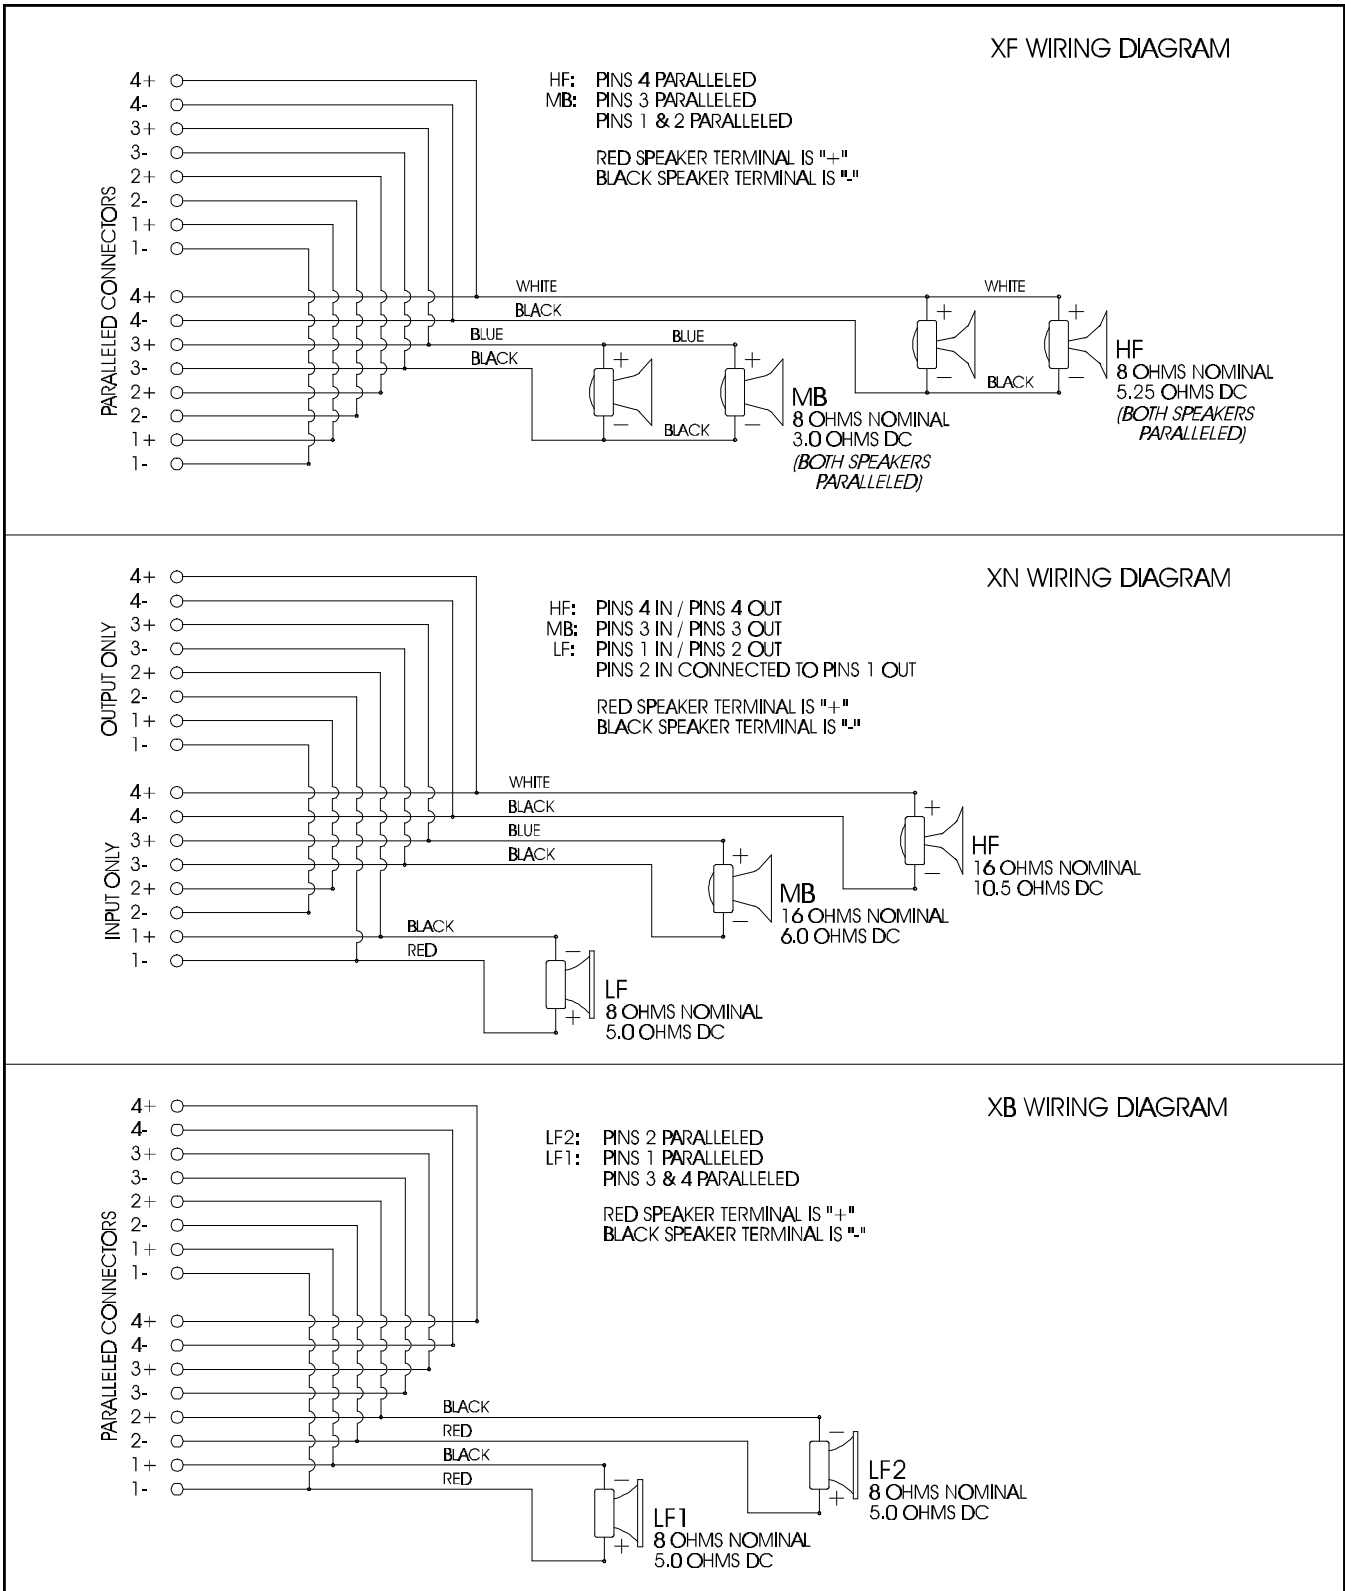 XF WIRING DIAGRAM
HF: PINS 4 PARALLELED
MB: PINS 3 PARALLELED
PINS 1 & 2 PARALLELED
RED SPEAKER TERMINAL IS "+"
BLACK SPEAKER TERMINAL IS "-"
PARALLELED CONNECTORS
4+
4-
3+
3-
2+
2-
1+
1-
4+
4-
3+
3-
2+
2-
1+
1-
WHITE
WHITE
BLACK
BLUE
BLUE
BLACK
BLACK
BLACK
+
-
+
-
+
-
+
-
MB
8 OHMS NOMINAL
3.0 OHMS DC
(BOTH SPEAKERS
PARALLELED)
HF
8 OHMS NOMINAL
5.25 OHMS DC
(BOTH SPEAKERS
PARALLELED)
XN WIRING DIAGRAM
HF: PINS 4 IN / PINS 4 OUT
MB: PINS 3 IN / PINS 3 OUT
LF: PINS 1 IN / PINS 2 OUT
PINS 2 IN CONNECTED TO PINS 1 OUT
RED SPEAKER TERMINAL IS "+"
BLACK SPEAKER TERMINAL IS "-"
OUTPUT ONLY
4+
4-
3+
3-
2+
2-
1+
1-
INPUT ONLY
4+
4-
3+
3-
2+
2-
1+
1-
WHITE
BLACK
BLUE
BLACK
BLACK
RED
+
-
HF
16 OHMS NOMINAL
10.5 OHMS DC
+
-
MB
16 OHMS NOMINAL
6.0 OHMS DC
-
+
LF
8 OHMS NOMINAL
5.0 OHMS DC
XB WIRING DIAGRAM
LF2: PINS 2 PARALLELED
LF1: PINS 1 PARALLELED
PINS 3 & 4 PARALLELED
RED SPEAKER TERMINAL IS "+"
BLACK SPEAKER TERMINAL IS "-"
PARALLELED CONNECTORS
4+
4-
3+
3-
2+
2-
1+
1-
4+
4-
3+
3-
2+
2-
1+
1-
BLACK
RED
BLACK
RED
-
+
LF2
8 OHMS NOMINAL
5.0 OHMS DC
-
+
LF1
8 OHMS NOMINAL
5.0 OHMS DC